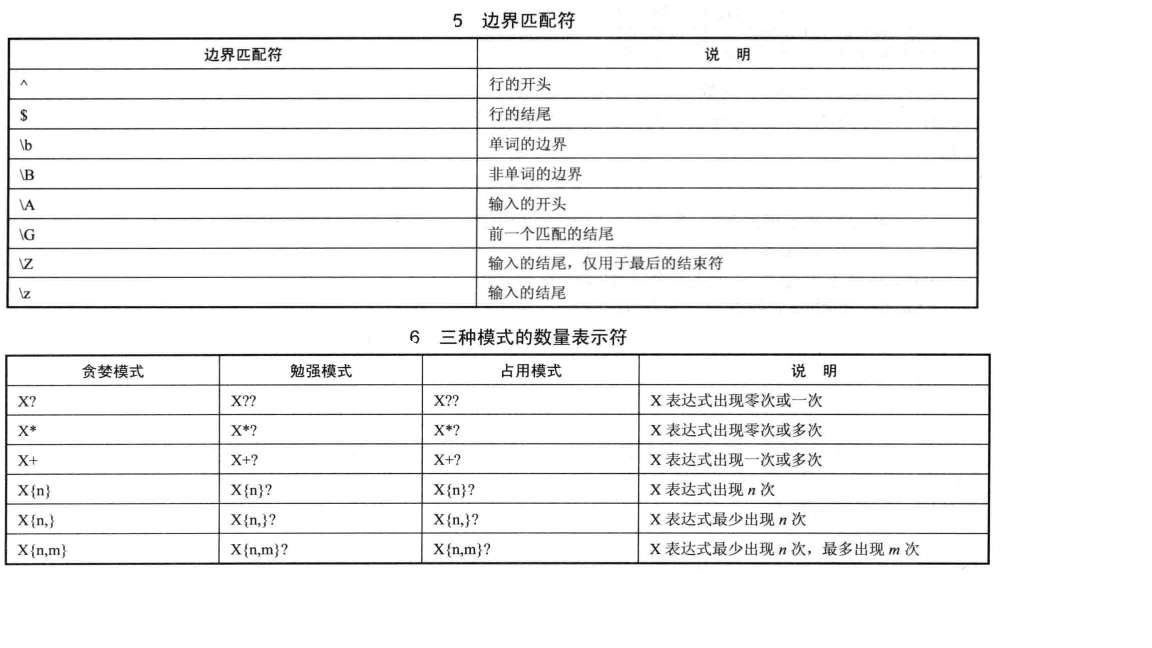 5 边界匹配符
边界匹配符 说 明
^ 行的开头
$ 行的结尾
\b 单词的边界
\B 非单词的边界
\A 输入的开头
\G 前一个匹配的结尾
\Z 输入的结尾，仅用于最后的结束符
\z 输入的结尾
6 三种模式的数量表示符
贪婪模式 勉强模式 占用模式 说 明
X? X?? X?? X 表达式出现零次或一次
X* X*? X*? X 表达式出现零次或多次
X+ X+? X+? X 表达式出现一次或多次
X{n} X{n}? X{n}? X 表达式出现 n 次
X{n,} X{n,}? X{n,}? X 表达式最少出现 n 次
X{n,m} X{n,m}? X{n,m}? X 表达式最少出现 n 次，最多出现 m 次